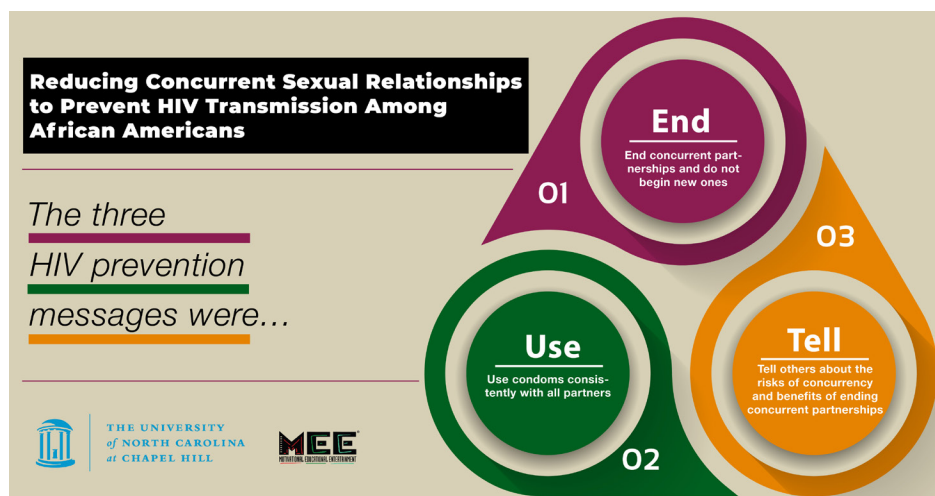 Reducing Concurrent Sexual Relationships
to Prevent HIV Transmission Among
African Americans
The three
HIV prevention
messages were...
01
End
End concurrent part-
nerships and do not
begin new ones
02
Use
Use condoms consis-
tently with all partners
03
Tell
Tell others about the
risks of concurrency
and benefits of ending
concurrent partnerships
THE UNIVERSITY
of NORTH CAROLINA
at CHAPEL HILL
MEE
MOTIVATIONAL EDUCATIONAL ENTERTAINMENT